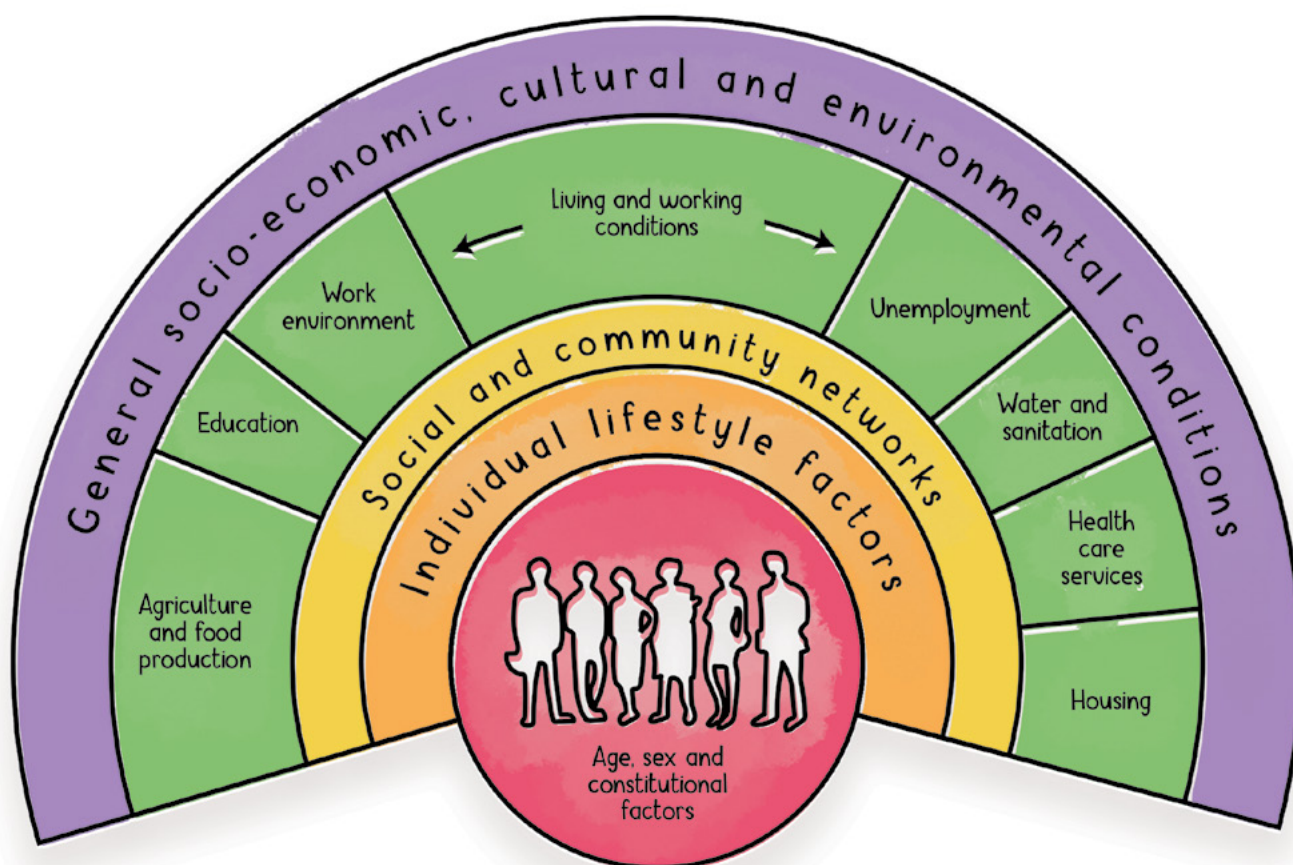 General socio-economic, cultural and environmental conditions
Living and working
conditions
Work
environment
Unemployment
Education
Water and
sanitation
Agriculture
and food
production
Health
care
services
Housing
Social and community networks
Individual lifestyle factors
Age, sex and
constitutional
factors